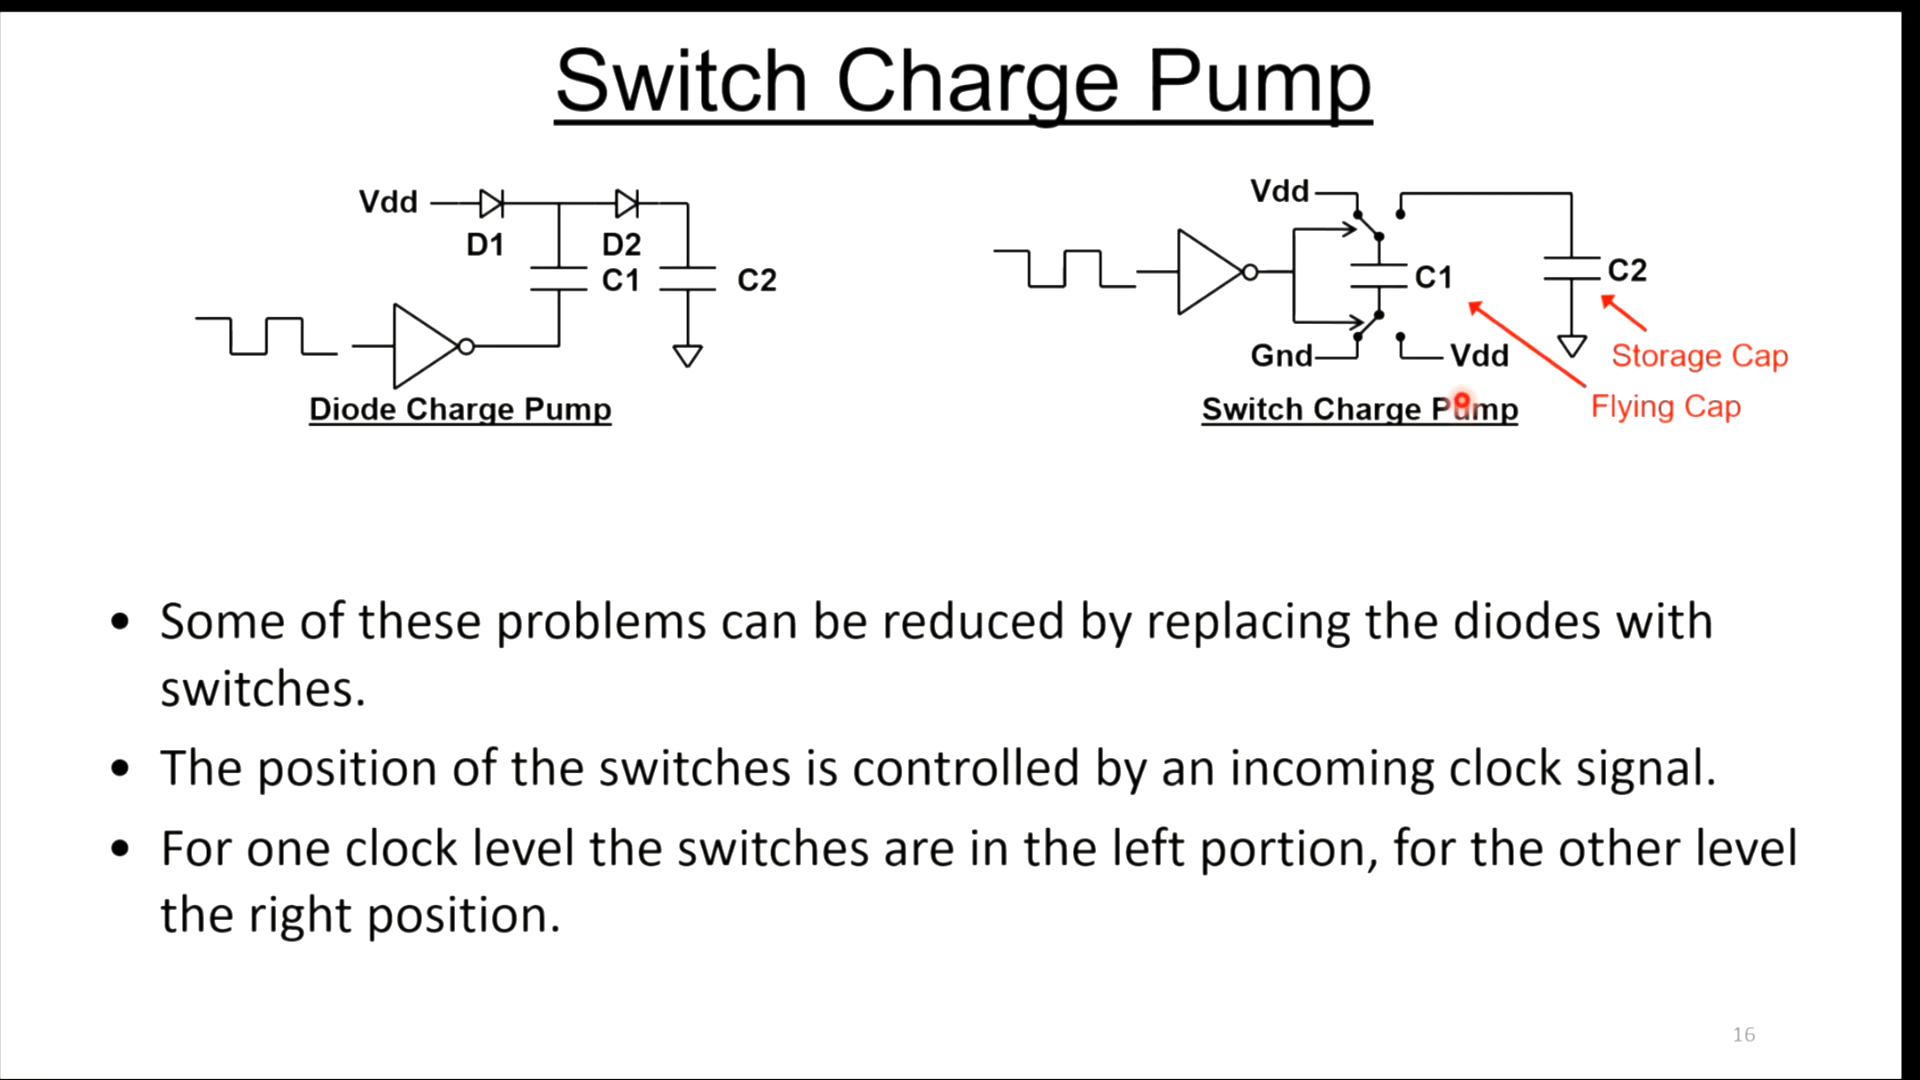 Switch Charge Pump
Vdd
D1
D2
C1
C2
Diode Charge Pump
Vdd
C1
C2
Gnd
Vdd
Storage Cap
Flying Cap
Switch Charge Pump
• Some of these problems can be reduced by replacing the diodes with
switches.
• The position of the switches is controlled by an incoming clock signal.
• For one clock level the switches are in the left portion, for the other level
the right position.
16